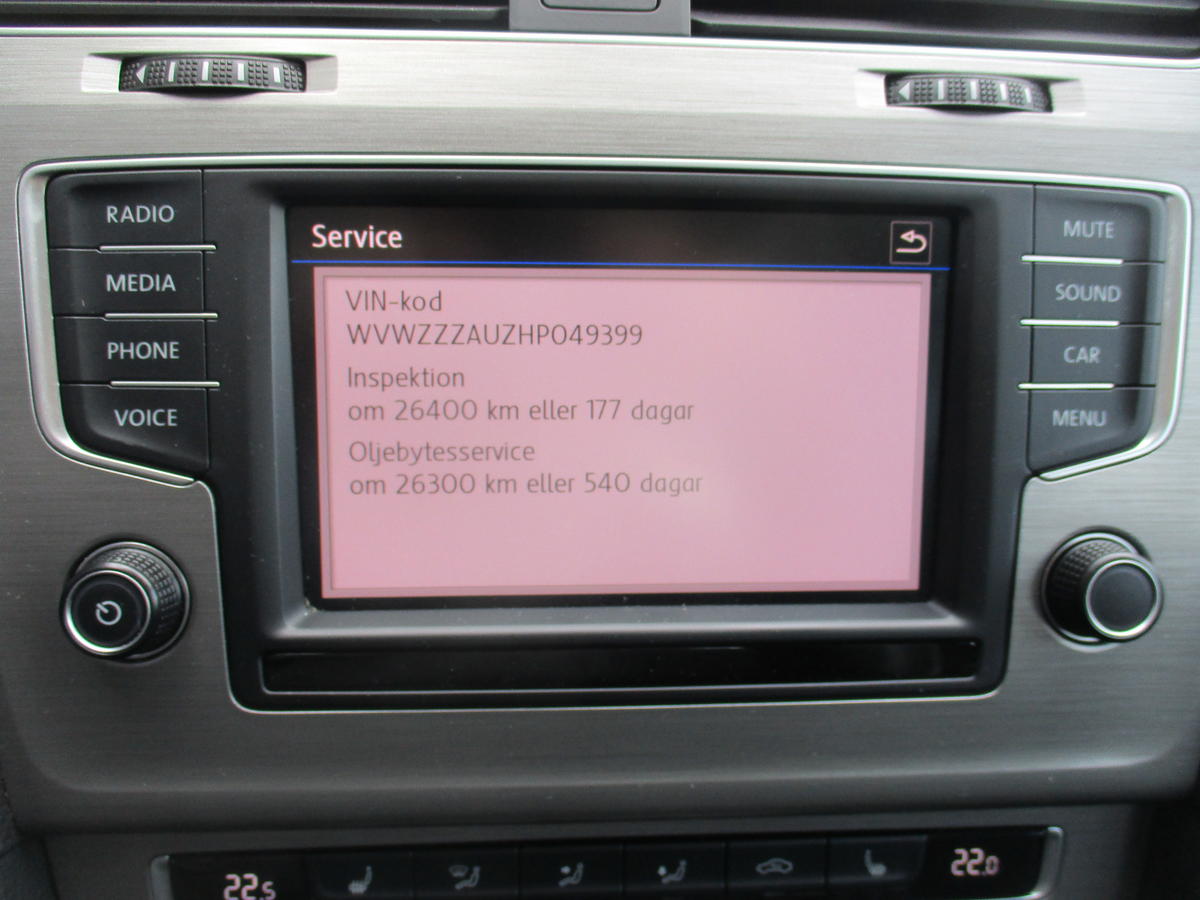 RADIO
MEDIA
PHONE
VOICE
Service
VIN-kod
WVWZZZAUZHP049399
Inspektion
om 26400 km eller 177 dagar
Oljebytesservice
om 26300 km eller 540 dagar
MUTE
SOUND
CAR
MENU
22.5
22.0